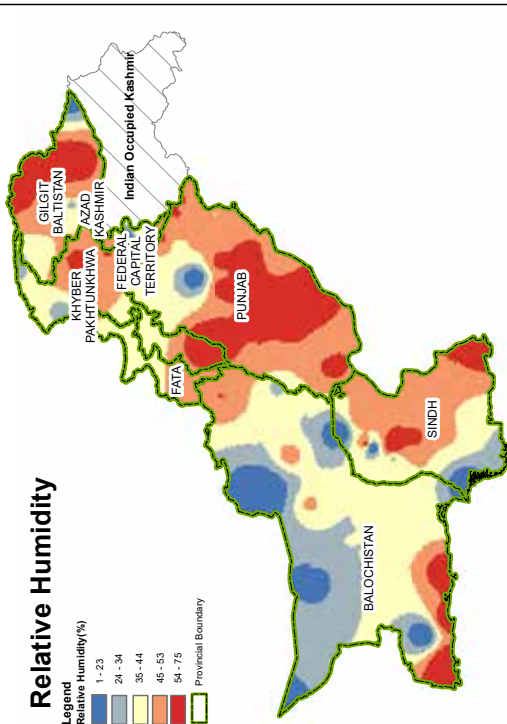 Relative Humidity
Legend
Relative Humidity(%)
1 - 23
24 - 34
35 - 44
45 - 53
54 - 75
Provincial Boundary
GILGIT
BALTISTAN
AZAD
KASHMIR
Indian Occupied Kashmir
KHYBER
PAKHTUNKHWA
FEDERAL
CAPITAL
TERRITORY
FATA
PUNJAB
BALOCHISTAN
SINDH